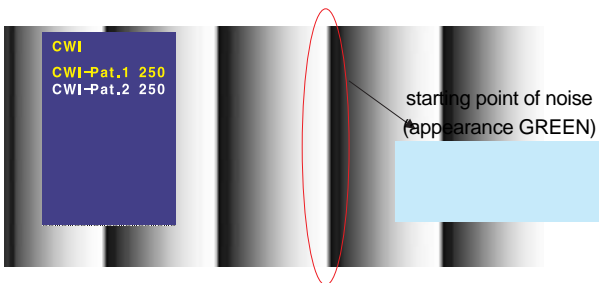 CWI
CWI-Pat.1 250
CWI-Pat.2 250
starting point of noise
(appearance GREEN)